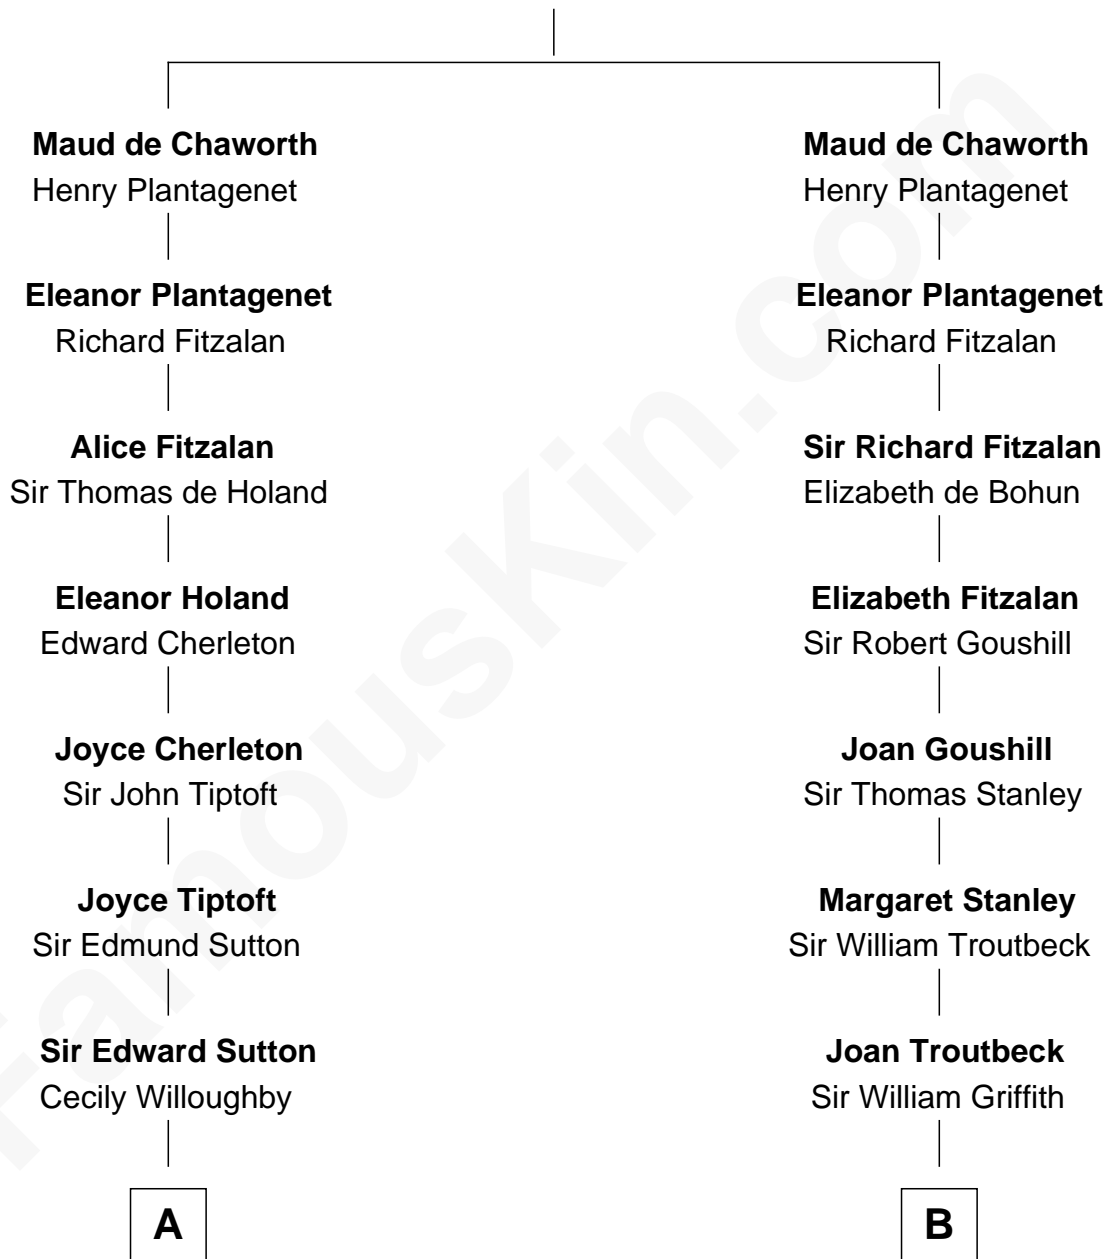 Maud de Chaworth
Henry Plantagenet
Eleanor Plantagenet
Richard Fitzalan
Alice Fitzalan
Sir Thomas de Holand
Eleanor Holand
Edward Cherleton
Joyce Cherleton
Sir John Tiptoft
Joyce Tiptoft
Sir Edmund Sutton
Sir Edward Sutton
Cecily Willoughby
A
Maud de Chaworth
Henry Plantagenet
Eleanor Plantagenet
Richard Fitzalan
Sir Richard Fitzalan
Elizabeth de Bohun
Elizabeth Fitzalan
Sir Robert Goushill
Joan Goushill
Sir Thomas Stanley
Margaret Stanley
Sir William Troutbeck
Joan Troutbeck
Sir William Griffith
B
FamousKin.com